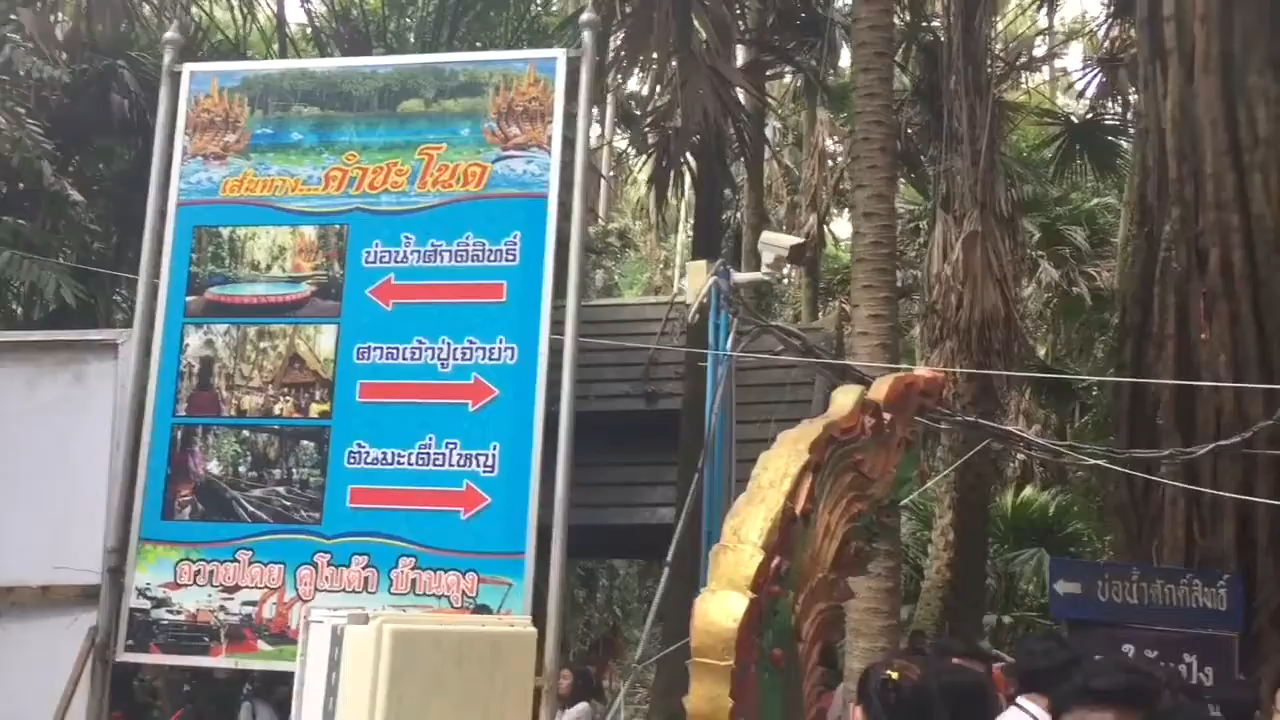 เส้นทาง...คำชะโนด
บ่อน้ำศักดิ์สิทธิ์
ศาลเจ้าปู่เจ้าย่า
ต้นมะเดื่อใหญ่
ถวายโดย คูโบต้า บ้านดุง
บ่อน้ำศักดิ์สิทธิ์